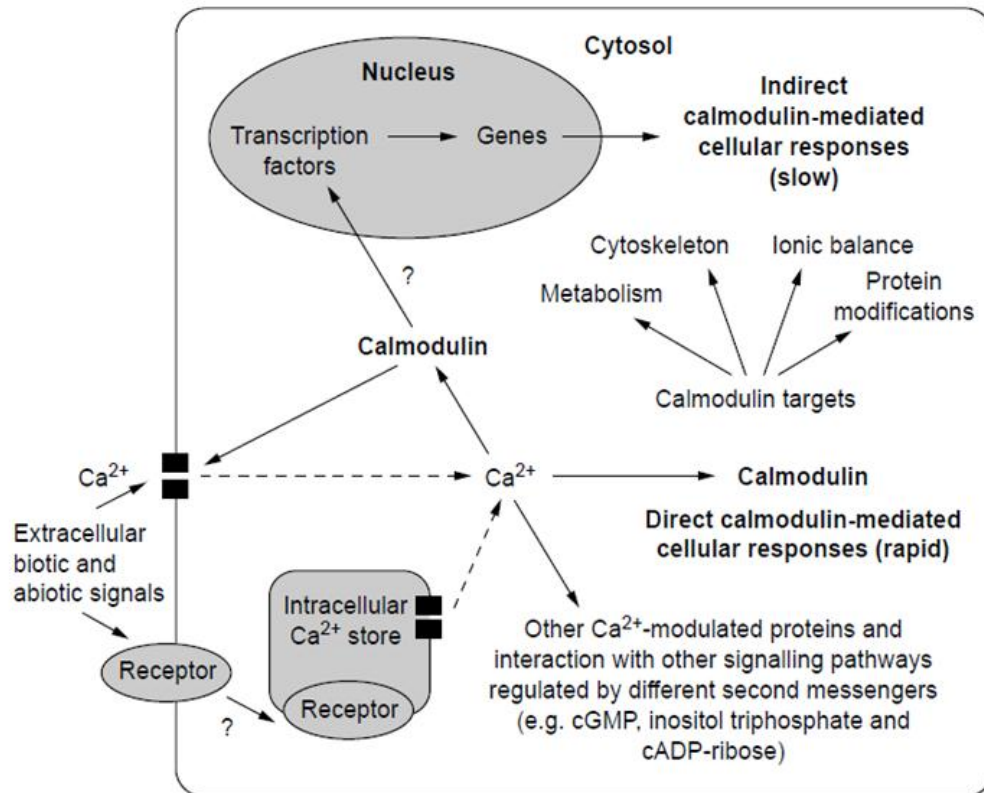 Cytosol
Nucleus
Transcription
factors
Genes
Indirect
calmodulin-mediated
cellular responses
(slow)
Cytoskeleton
Ionic balance
Metabolism
Protein
modifications
Calmodulin targets
?
Calmodulin
Ca²⁺
Ca²⁺
Calmodulin
Direct calmodulin-mediated
cellular responses (rapid)
Extracellular
biotic and
abiotic signals
Intracellular
Ca²⁺ store
Receptor
Receptor
?
Other Ca²⁺-modulated proteins and
interaction with other signalling pathways
regulated by different second messengers
(e.g. cGMP, inositol triphosphate and
cADP-ribose)